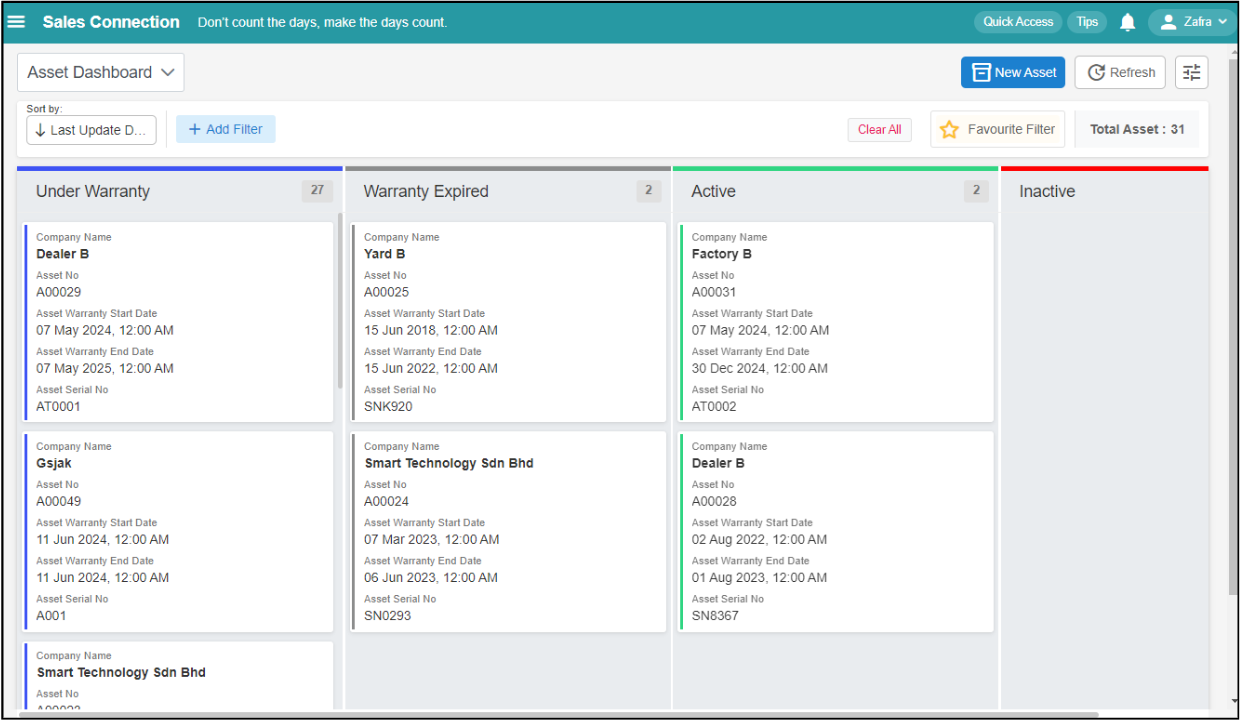 Sales Connection Don't count the days, make the days count. Quick Access Tips Zafra
Asset Dashboard New Asset Refresh
Sort by:
Last Update D... + Add Filter Clear All Favourite Filter Total Asset : 31
Under Warranty 27
Company Name
Dealer B
Asset No
A00029
Asset Warranty Start Date
07 May 2024, 12:00 AM
Asset Warranty End Date
07 May 2025, 12:00 AM
Asset Serial No
AT0001
Company Name
Gsjak
Asset No
A00049
Asset Warranty Start Date
11 Jun 2024, 12:00 AM
Asset Warranty End Date
11 Jun 2024, 12:00 AM
Asset Serial No
A001
Company Name
Smart Technology Sdn Bhd
Asset No
Warranty Expired 2
Company Name
Yard B
Asset No
A00025
Asset Warranty Start Date
15 Jun 2018, 12:00 AM
Asset Warranty End Date
15 Jun 2022, 12:00 AM
Asset Serial No
SNK920
Company Name
Smart Technology Sdn Bhd
Asset No
A00024
Asset Warranty Start Date
07 Mar 2023, 12:00 AM
Asset Warranty End Date
06 Jun 2023, 12:00 AM
Asset Serial No
SN0293
Active 2
Company Name
Factory B
Asset No
A00031
Asset Warranty Start Date
07 May 2024, 12:00 AM
Asset Warranty End Date
30 Dec 2024, 12:00 AM
Asset Serial No
AT0002
Company Name
Dealer B
Asset No
A00028
Asset Warranty Start Date
02 Aug 2022, 12:00 AM
Asset Warranty End Date
01 Aug 2023, 12:00 AM
Asset Serial No
SN8367
Inactive